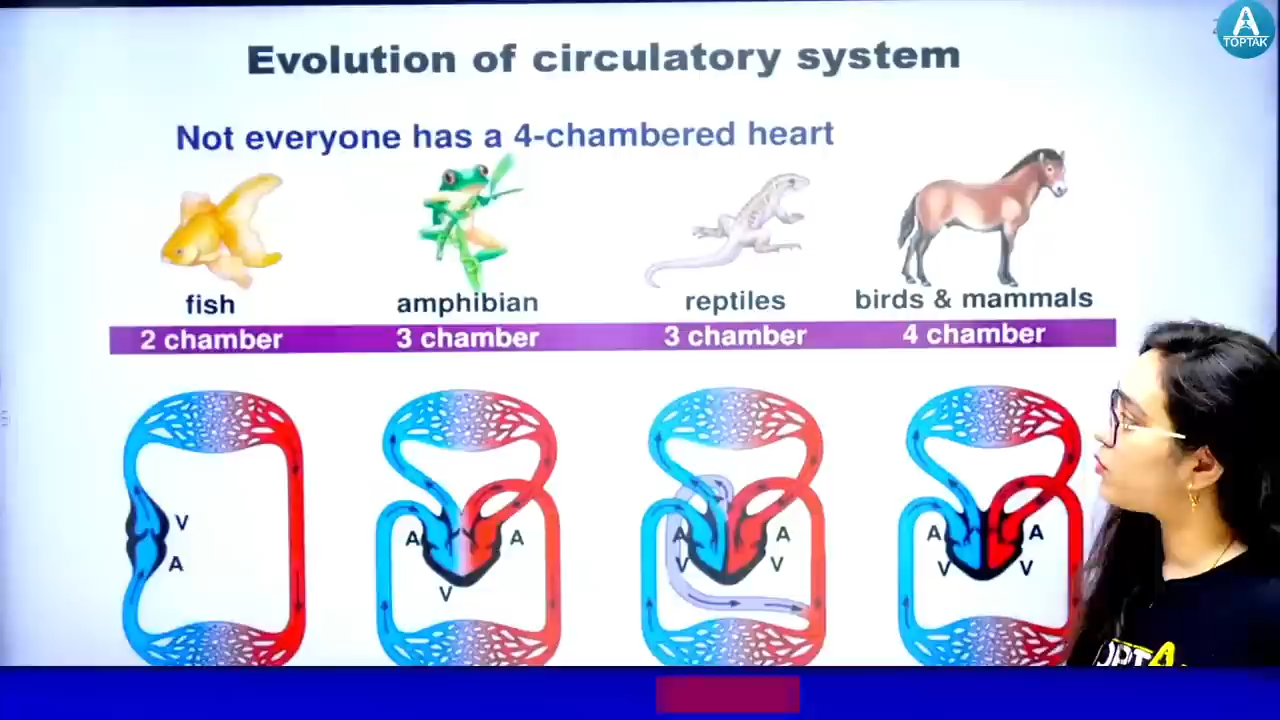 Evolution of circulatory system
A
TOPTAK
Not everyone has a 4-chambered heart
fish amphibian reptiles birds & mammals
2 chamber 3 chamber 3 chamber 4 chamber
V
A
A A
V
A A
V V
A A
V V